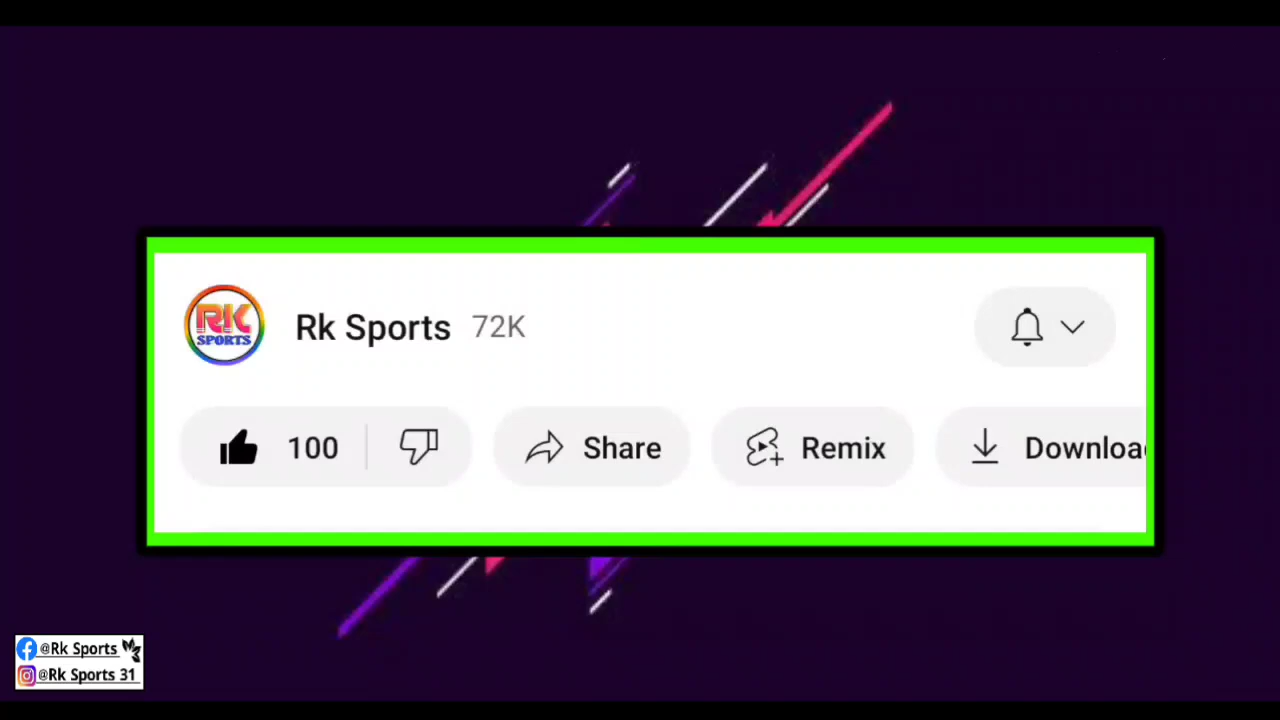 RK
SPORTS
Rk Sports 72K
100 Share Remix Downloa
@Rk Sports
@Rk Sports 31